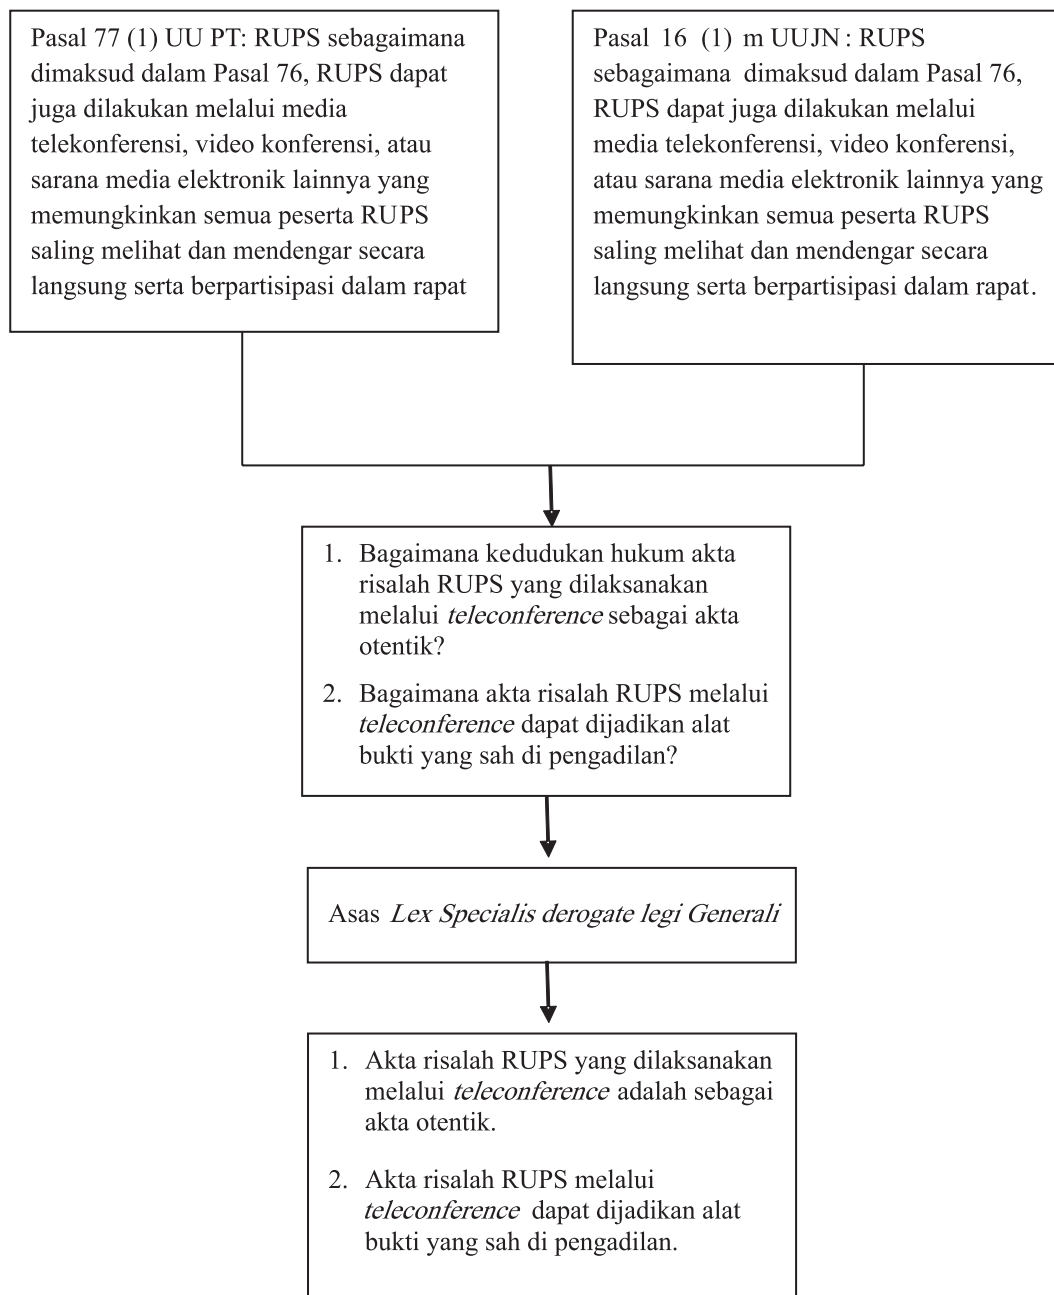 Pasal 77 (1) UU PT: RUPS sebagaimana
dimaksud dalam Pasal 76, RUPS dapat
juga dilakukan melalui media
telekonferensi, video konferensi, atau
sarana media elektronik lainnya yang
memungkinkan semua peserta RUPS
saling melihat dan mendengar secara
langsung serta berpartisipasi dalam rapat
Pasal 16 (1) m UUJN : RUPS
sebagaimana dimaksud dalam Pasal 76,
RUPS dapat juga dilakukan melalui
media telekonferensi, video konferensi,
atau sarana media elektronik lainnya yang
memungkinkan semua peserta RUPS
saling melihat dan mendengar secara
langsung serta berpartisipasi dalam rapat.
1. Bagaimana kedudukan hukum akta
risalah RUPS yang dilaksanakan
melalui teleconference sebagai akta
otentik?
2. Bagaimana akta risalah RUPS melalui
teleconference dapat dijadikan alat
bukti yang sah di pengadilan?
Asas Lex Specialis derogate legi Generali
1. Akta risalah RUPS yang dilaksanakan
melalui teleconference adalah sebagai
akta otentik.
2. Akta risalah RUPS melalui
teleconference dapat dijadikan alat
bukti yang sah di pengadilan.